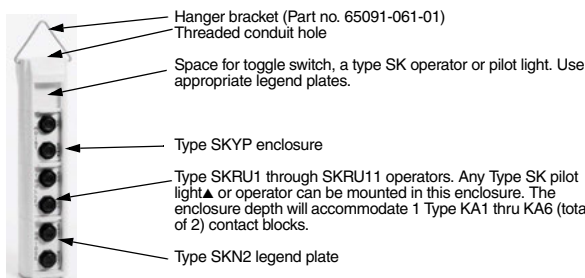 Hanger bracket (Part no. 65091-061-01)
Threaded conduit hole
Space for toggle switch, a type SK operator or pilot light. Use
appropriate legend plates.
Type SKYP enclosure
Type SKRU1 through SKRU11 operators. Any Type SK pilot
light▲ or operator can be mounted in this enclosure. The
enclosure depth will accommodate 1 Type KA1 thru KA6 (tota
of 2) contact blocks.
Type SKN2 legend plate